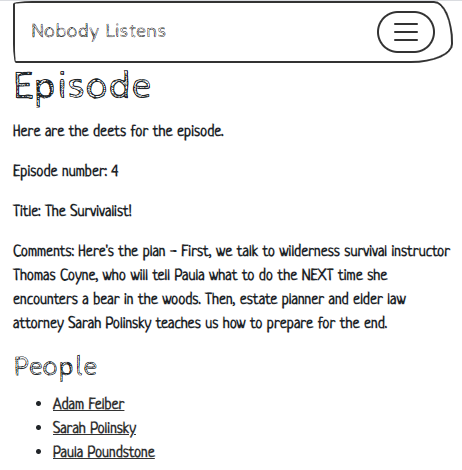 Nobody Listens
Episode
Here are the deets for the episode.
Episode number: 4
Title: The Survivalist!
Comments: Here's the plan - First, we talk to wilderness survival instructor
Thomas Coyne, who will tell Paula what to do the NEXT time she
encounters a bear in the woods. Then, estate planner and elder law
attorney Sarah Polinsky teaches us how to prepare for the end.
People
Adam Felber
Sarah Polinsky
Paula Poundstone